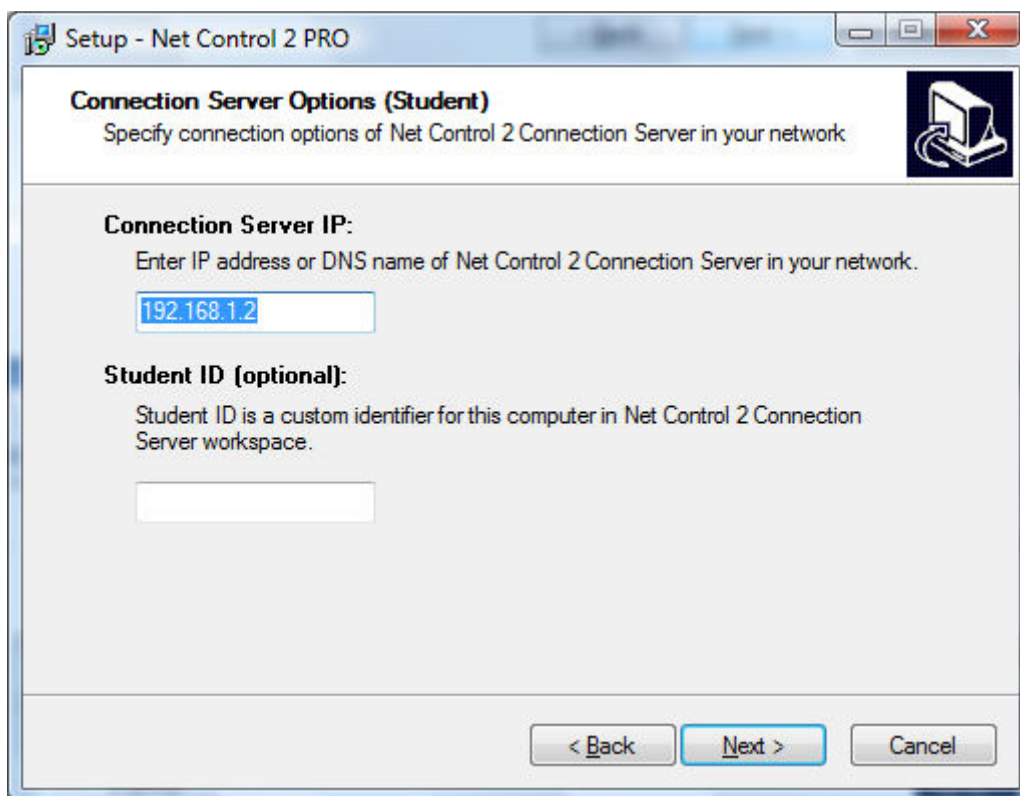 Setup - Net Control 2 PRO
Connection Server Options (Student)
Specify connection options of Net Control 2 Connection Server in your network
Connection Server IP:
Enter IP address or DNS name of Net Control 2 Connection Server in your network.
192.168.1.2
Student ID (optional):
Student ID is a custom identifier for this computer in Net Control 2 Connection
Server workspace.
< Back Next > Cancel